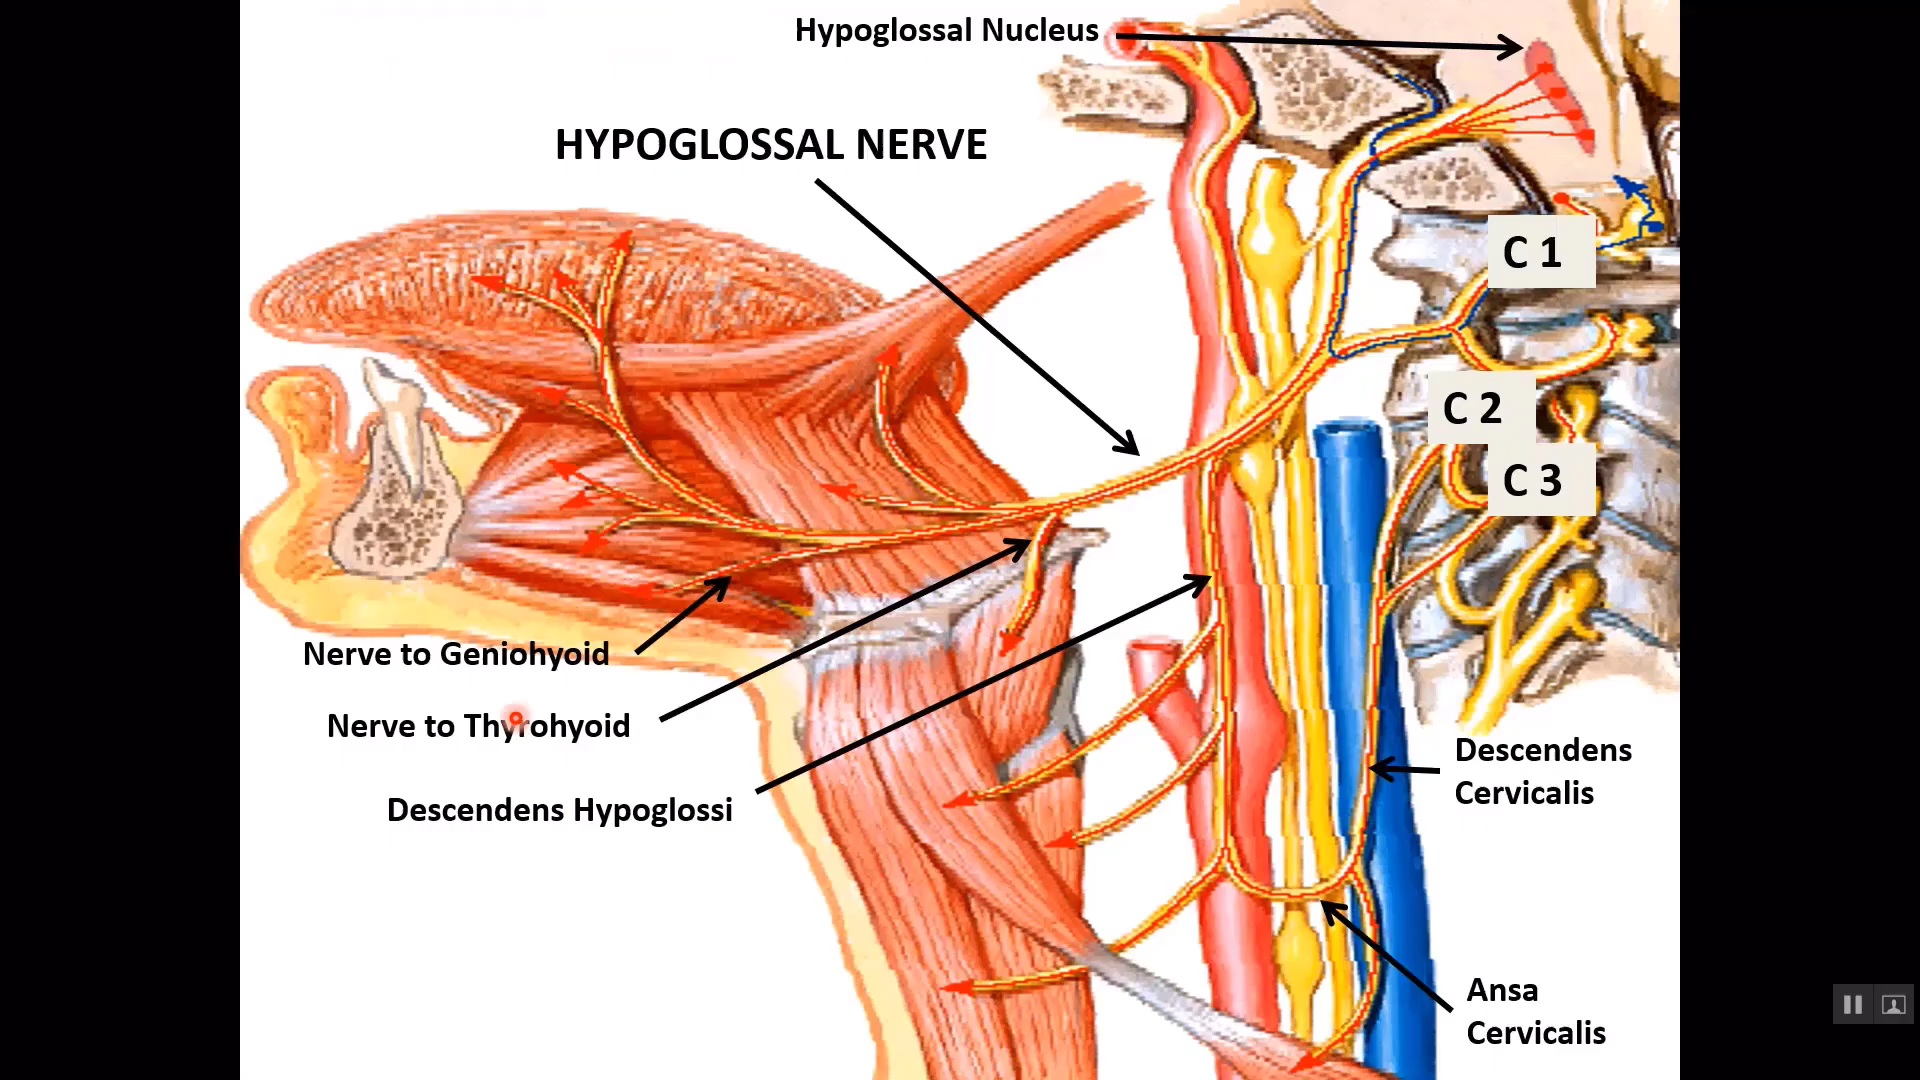 Hypoglossal Nucleus
HYPOGLOSSAL NERVE
C 1
C 2
C 3
Nerve to Geniohyoid
Nerve to Thyrohyoid
Descendens Hypoglossi
Descendens
Cervicalis
Ansa
Cervicalis